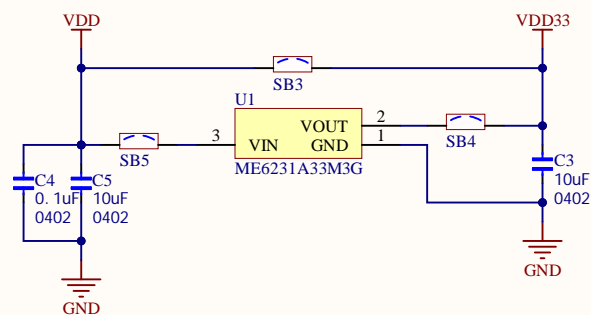 VDD
VDD33
SB3
U1
VOUT
2
3
VIN
GND
1
SB4
SB5
ME6231A33M3G
C4
0.1uF
0402
C5
10uF
0402
C3
10uF
0402
GND
GND